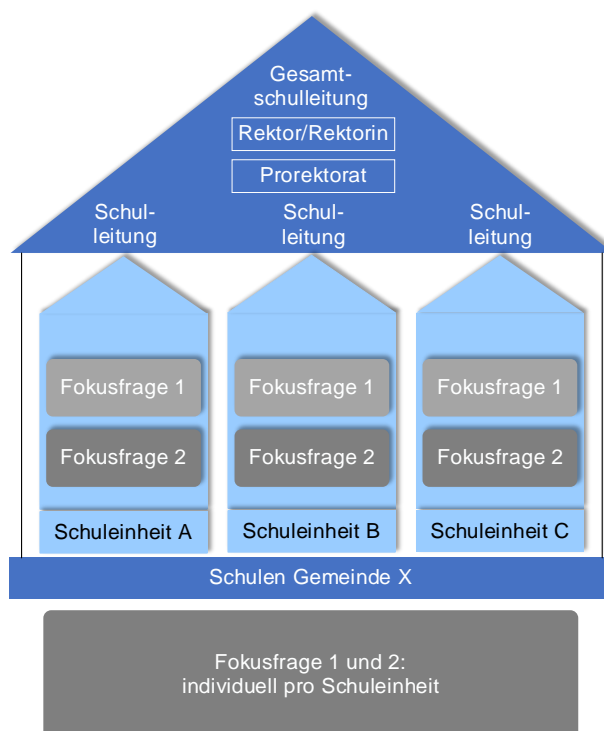 Gesamt-
schulleitung
Rektor/Rektorin
Prorektorat
Schul-
leitung
Schul-
leitung
Schul-
leitung
Fokusfrage 1
Fokusfrage 1
Fokusfrage 1
Fokusfrage 2
Fokusfrage 2
Fokusfrage 2
Schuleinheit A
Schuleinheit B
Schuleinheit C
Schulen Gemeinde X
Fokusfrage 1 und 2:
individuell pro Schuleinheit